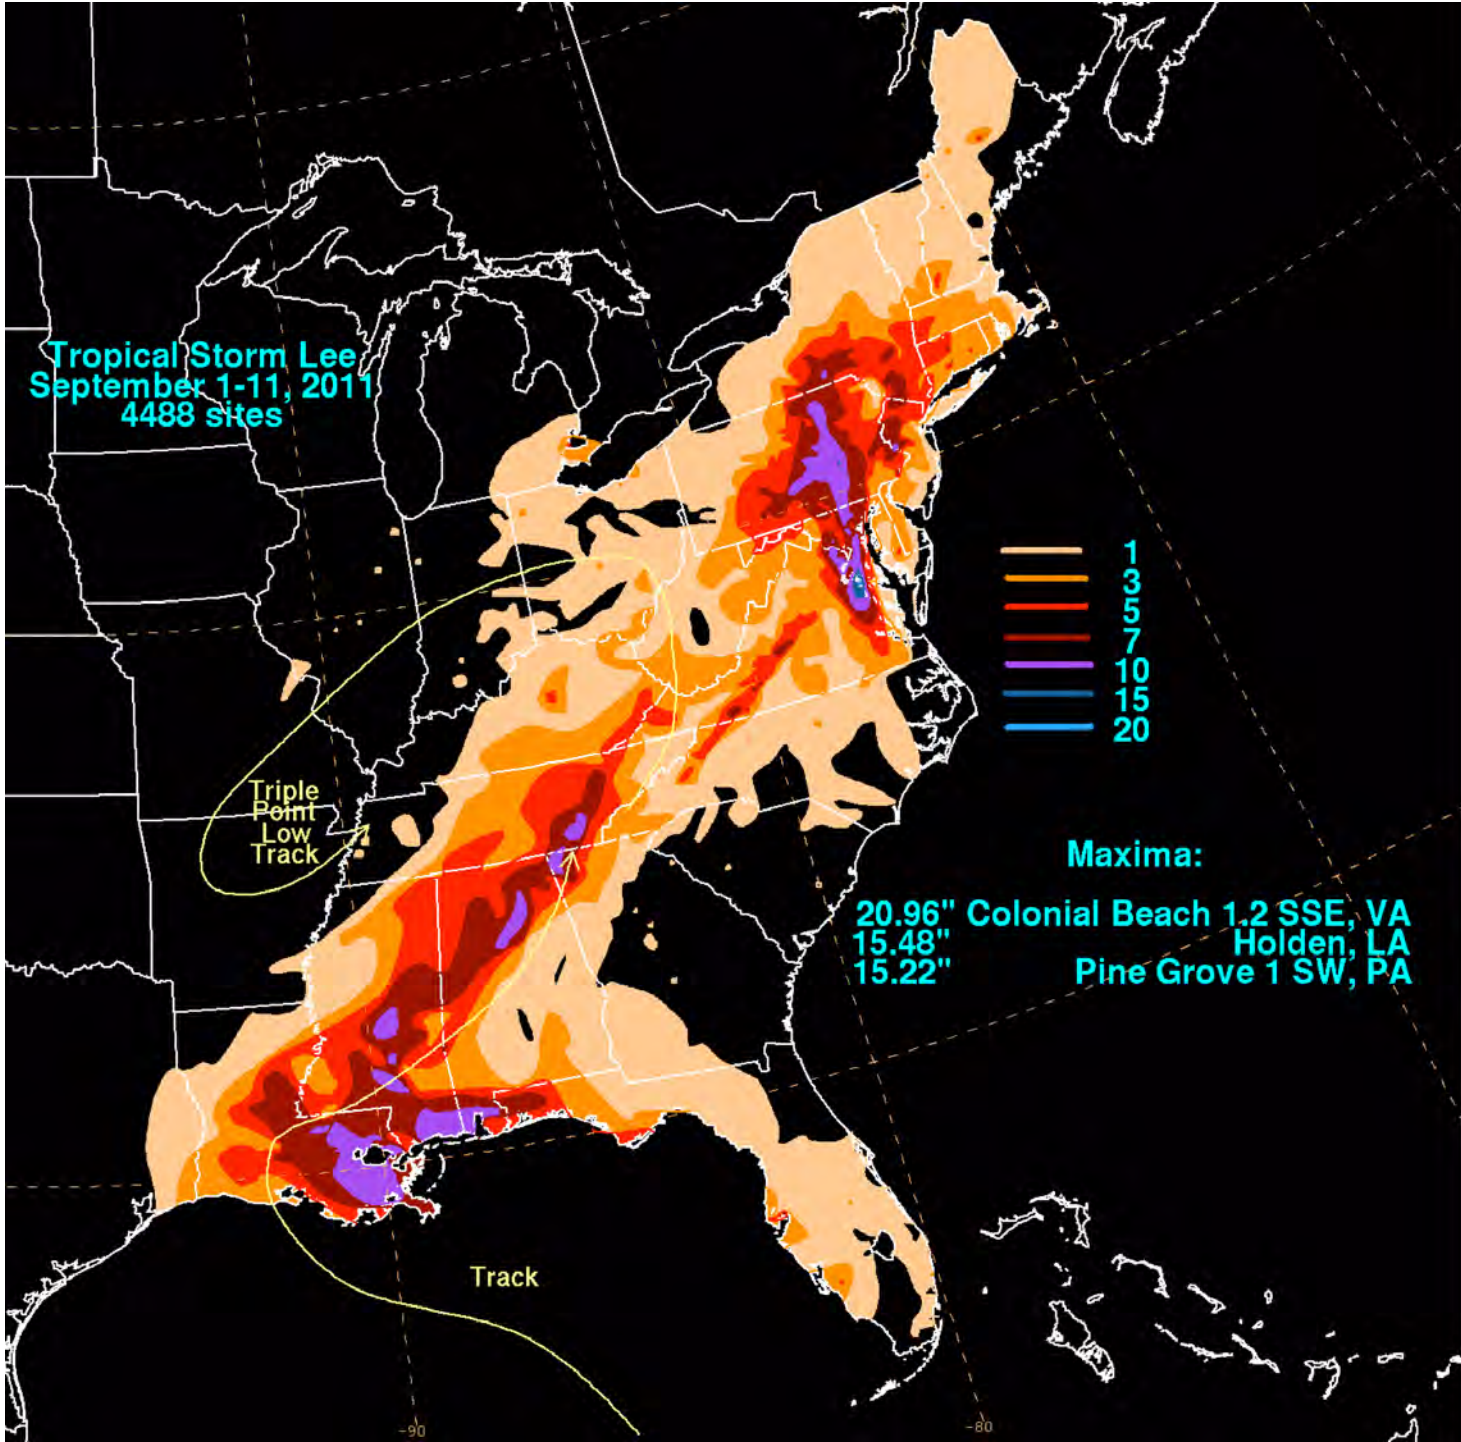 Tropical Storm Lee
September 1-11, 2011
4488 sites
1
3
5
7
10
15
20
Triple
Point
Low
Track
Maxima:
20.96" Colonial Beach 1.2 SSE, VA
15.48" Holden, LA
15.22" Pine Grove 1 SW, PA
Track
-90
-80